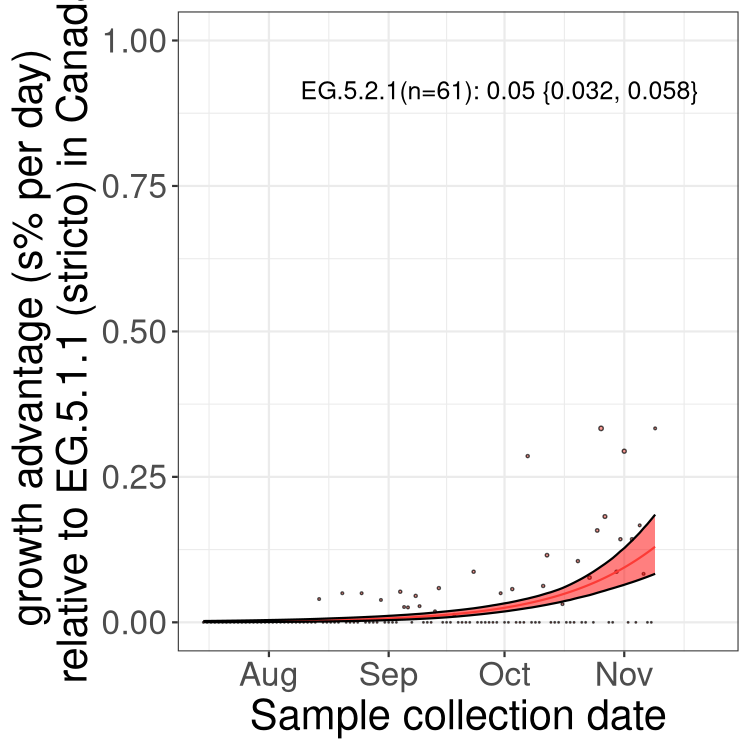 growth advantage (s% per day)
relative to EG.5.1.1 (stricto) in Canada
1.00
0.75
0.50
0.25
0.00
EG.5.2.1(n=61): 0.05 {0.032, 0.058}
Aug Sep Oct Nov
Sample collection date